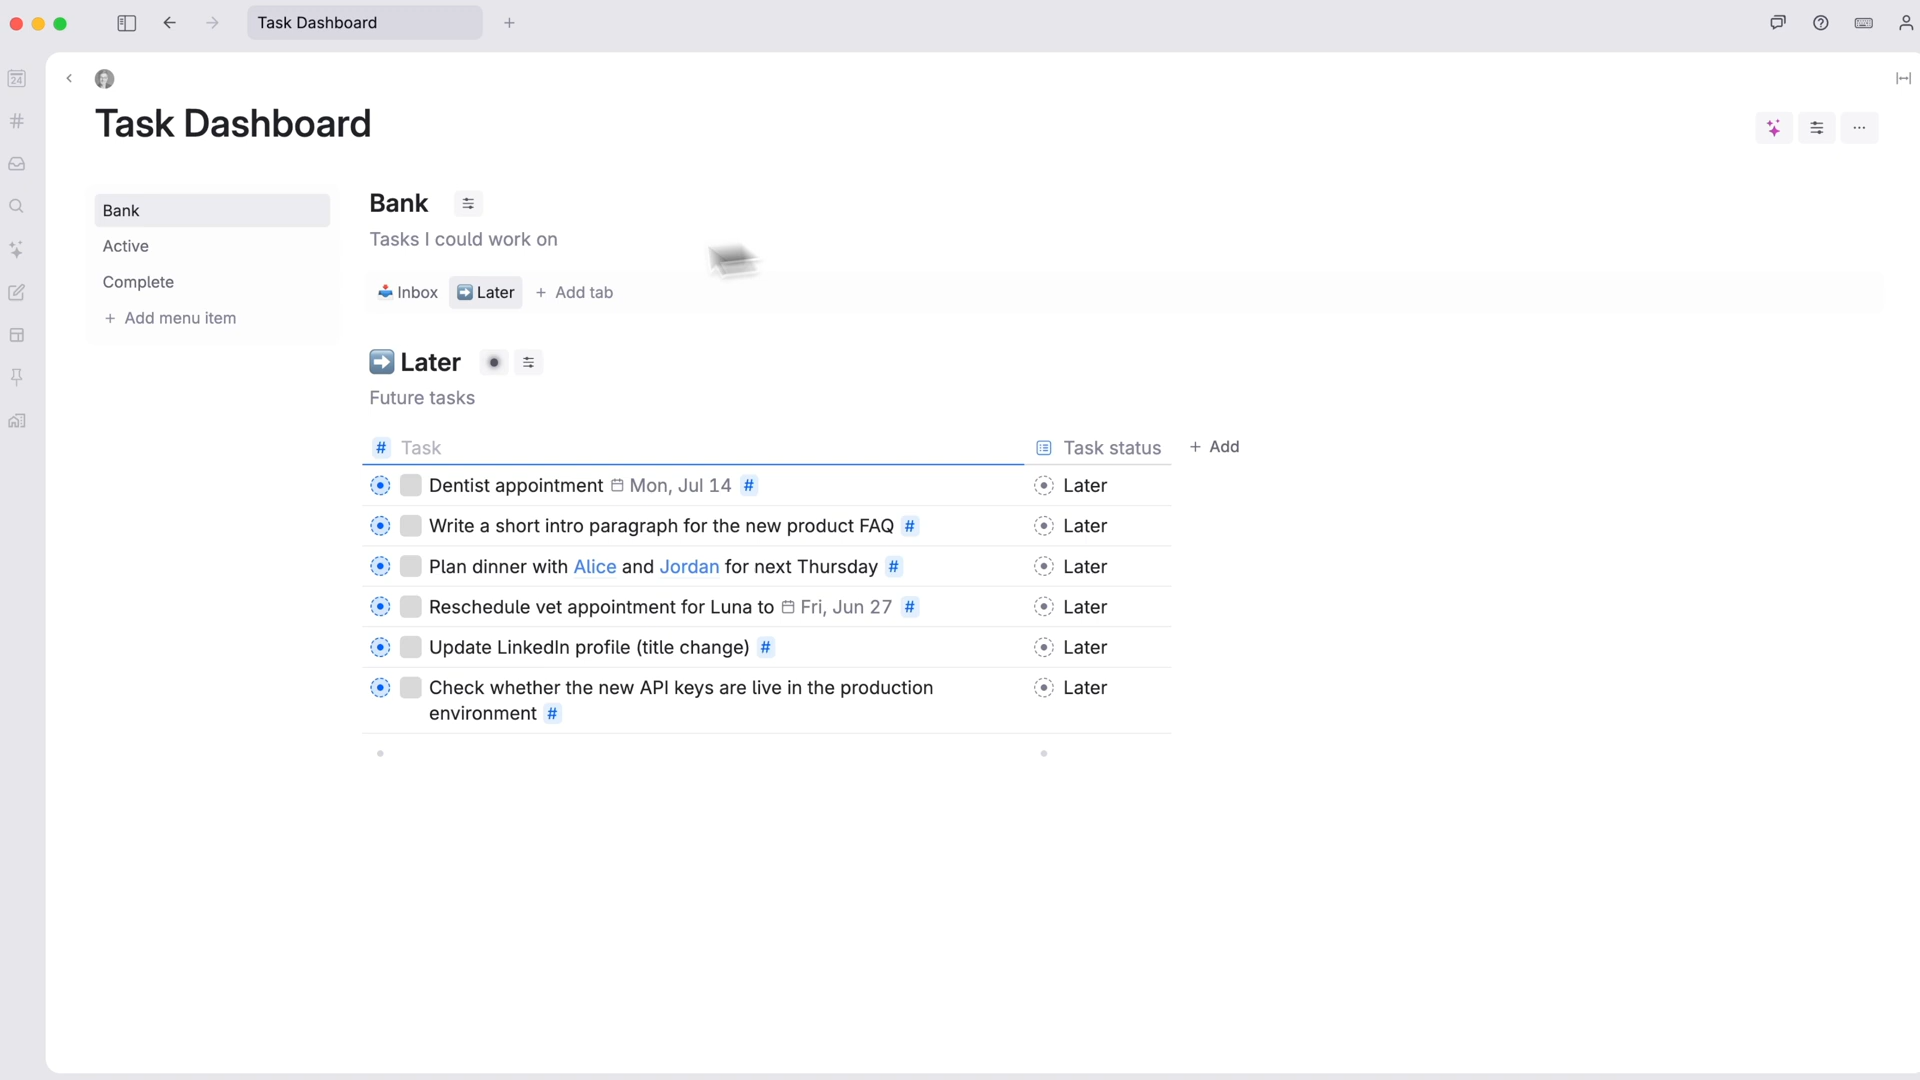 Task Dashboard
24
Task Dashboard
Bank
Active
Complete
+ Add menu item
Bank
Tasks I could work on
Inbox Later + Add tab
Later
Future tasks
# Task Task status + Add
Dentist appointment Mon, Jul 14 # Later
Write a short intro paragraph for the new product FAQ # Later
Plan dinner with Alice and Jordan for next Thursday # Later
Reschedule vet appointment for Luna to Fri, Jun 27 # Later
Update LinkedIn profile (title change) # Later
Check whether the new API keys are live in the production Later
environment #